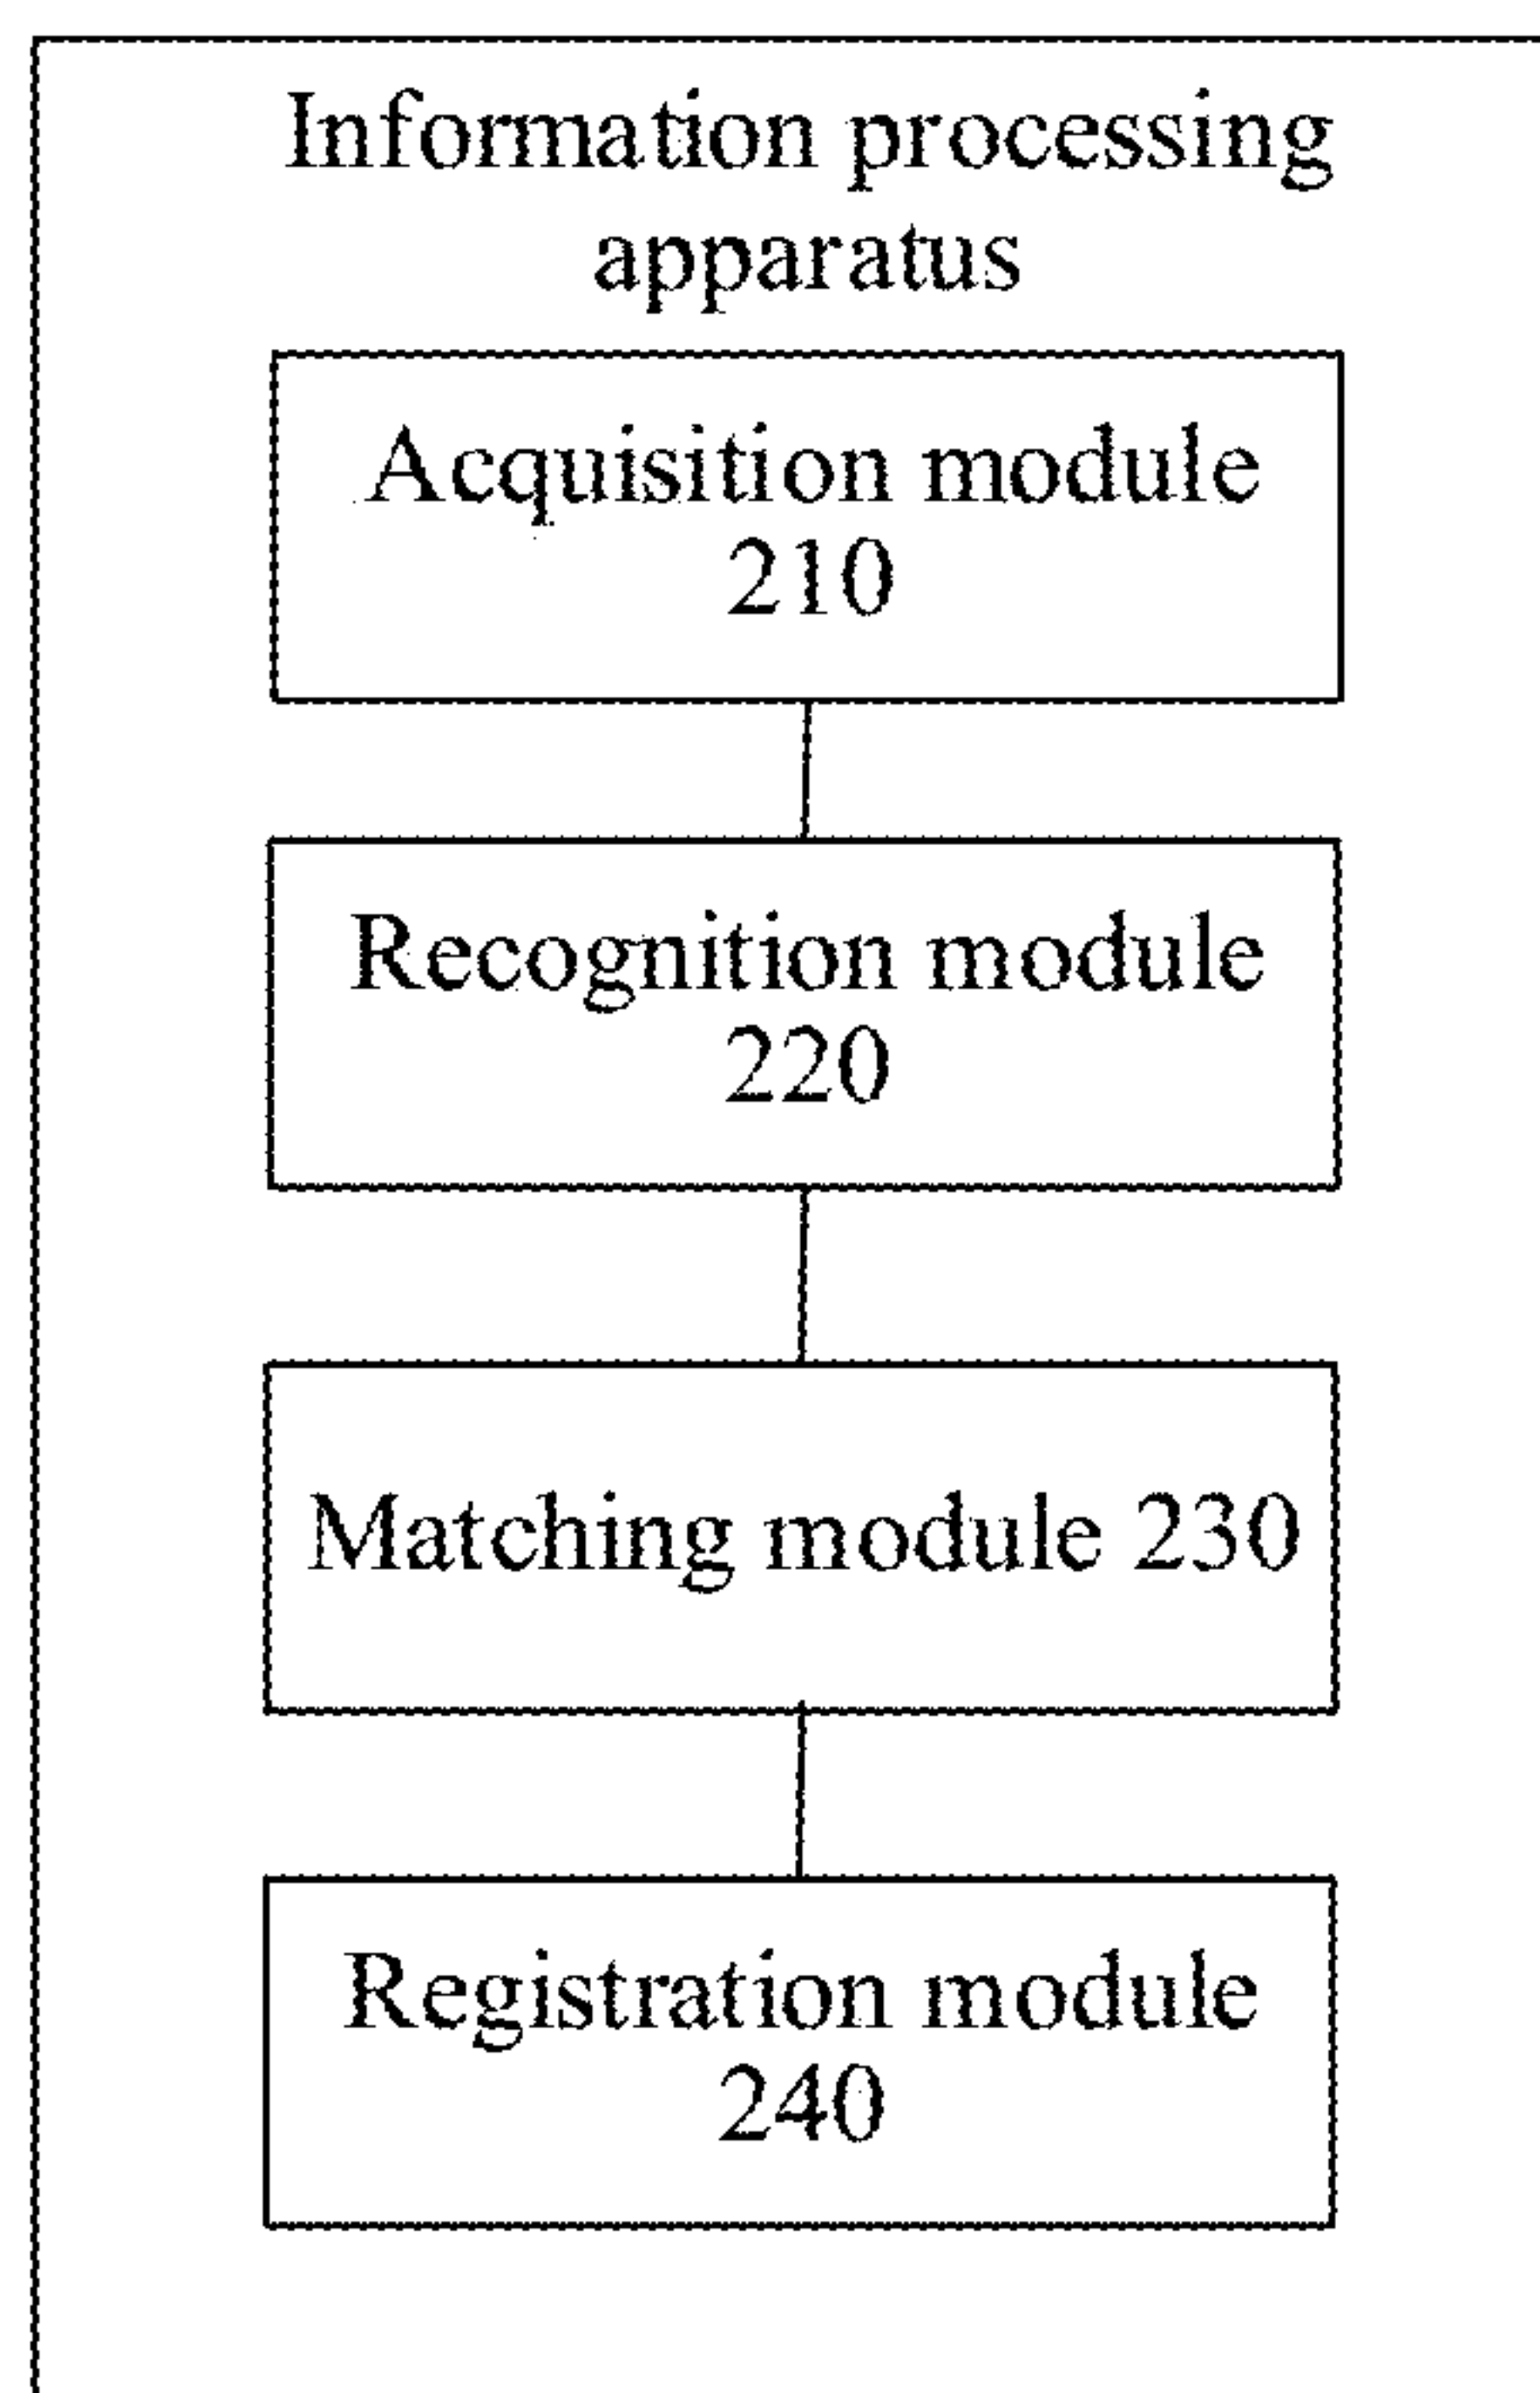 Information processing
apparatus
Acquisition module
210
Recognition module
220
Matching module 230
Registration module
240